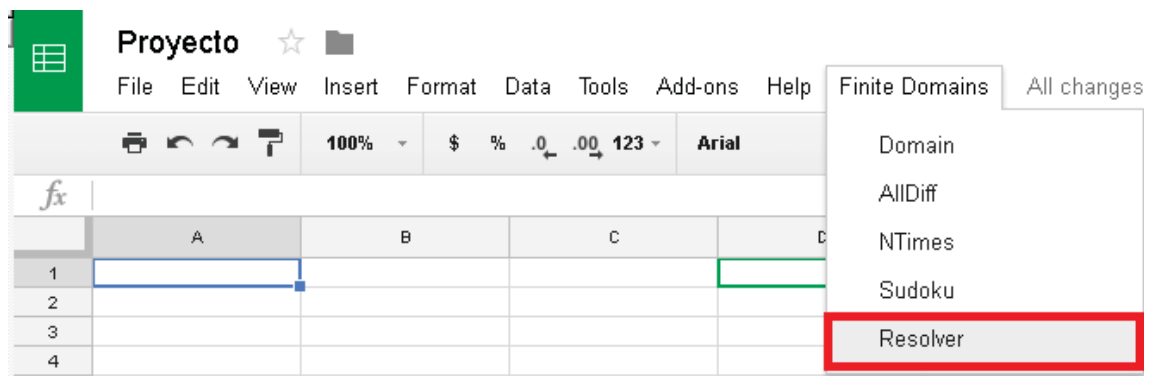 Proyecto
File Edit View Insert Format Data Tools Add-ons Help Finite Domains All changes
100% $ % .0 .00 123 Arial
Domain
fx
AllDiff
A B C D
NTimes
1
Sudoku
2
3
Resolver
4